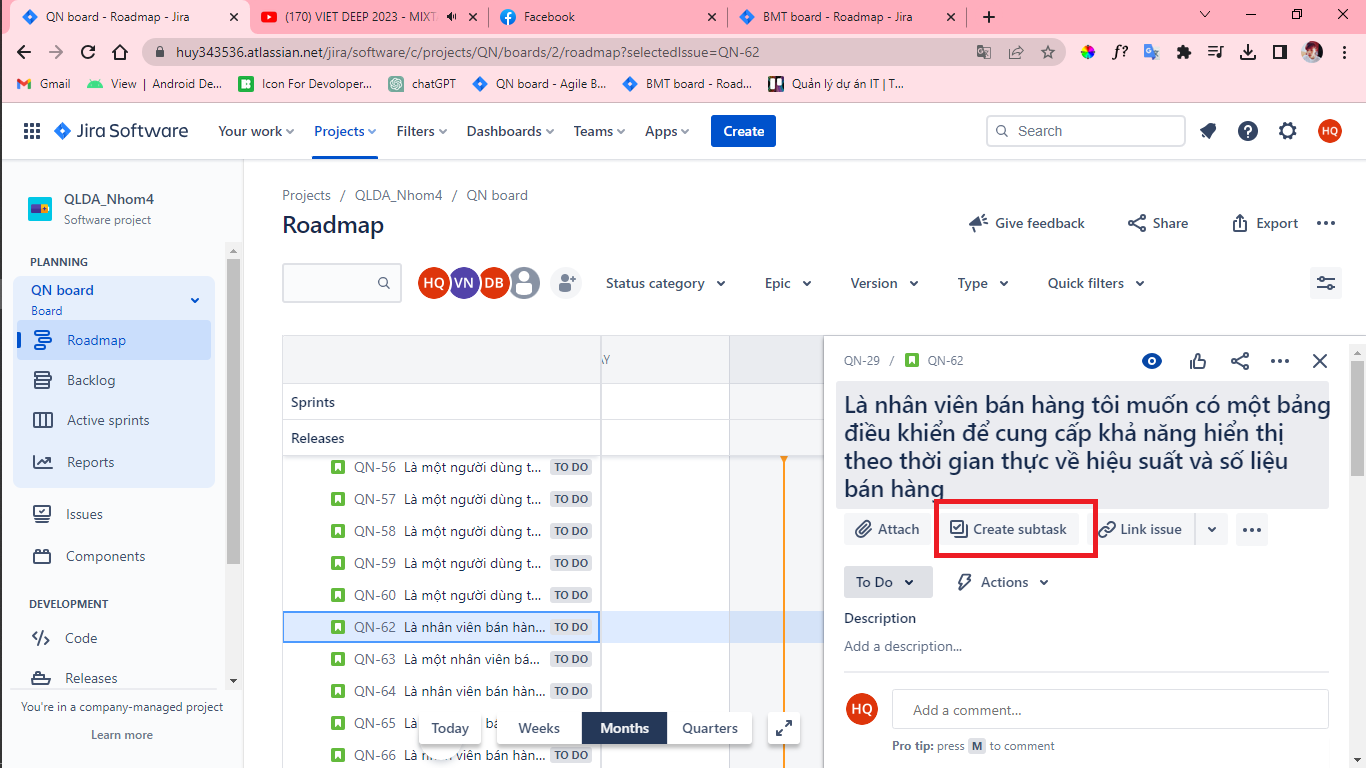 QN board - Roadmap - Jira
(170) VIET DEEP 2023 - MIXT
Facebook
BMT board - Roadmap - Jira
huy343536.atlassian.net/jira/software/c/projects/QN/boards/2/roadmap?selectedIssue=QN-62
f?
Gmail
View | Android De...
Icon For Devoloper...
chatGPT
QN board - Agile B...
BMT board - Road...
Quản lý dự án IT | T...
Jira Software
Your work
Projects
Filters
Dashboards
Teams
Apps
Create
Search
HQ
QLDA_Nhom4
Software project
PLANNING
QN board
Board
Roadmap
Backlog
Active sprints
Reports
Issues
Components
DEVELOPMENT
Code
Releases
You're in a company-managed project
Learn more
Projects / QLDA_Nhom4 / QN board
Roadmap
Give feedback
Share
Export
HQ VN DB
Status category
Epic
Version
Type
Quick filters
Sprints
Releases
QN-56 Là một người dùng t... TO DO
QN-57 Là một người dùng t... TO DO
QN-58 Là một người dùng t... TO DO
QN-59 Là một người dùng t... TO DO
QN-60 Là một người dùng t... TO DO
QN-62 Là nhân viên bán hàn... TO DO
QN-63 Là một nhân viên bá... TO DO
QN-64 Là nhân viên bán hàn... TO DO
QN-65 TO DO
QN-66 TO DO
Today
Weeks
Months
Quarters
QN-29 / QN-62
Là nhân viên bán hàng tôi muốn có một bảng
điều khiển để cung cấp khả năng hiển thị
theo thời gian thực về hiệu suất và số liệu
bán hàng
Attach
Create subtask
Link issue
To Do
Actions
Description
Add a description...
HQ
Add a comment...
Pro tip: press M to comment